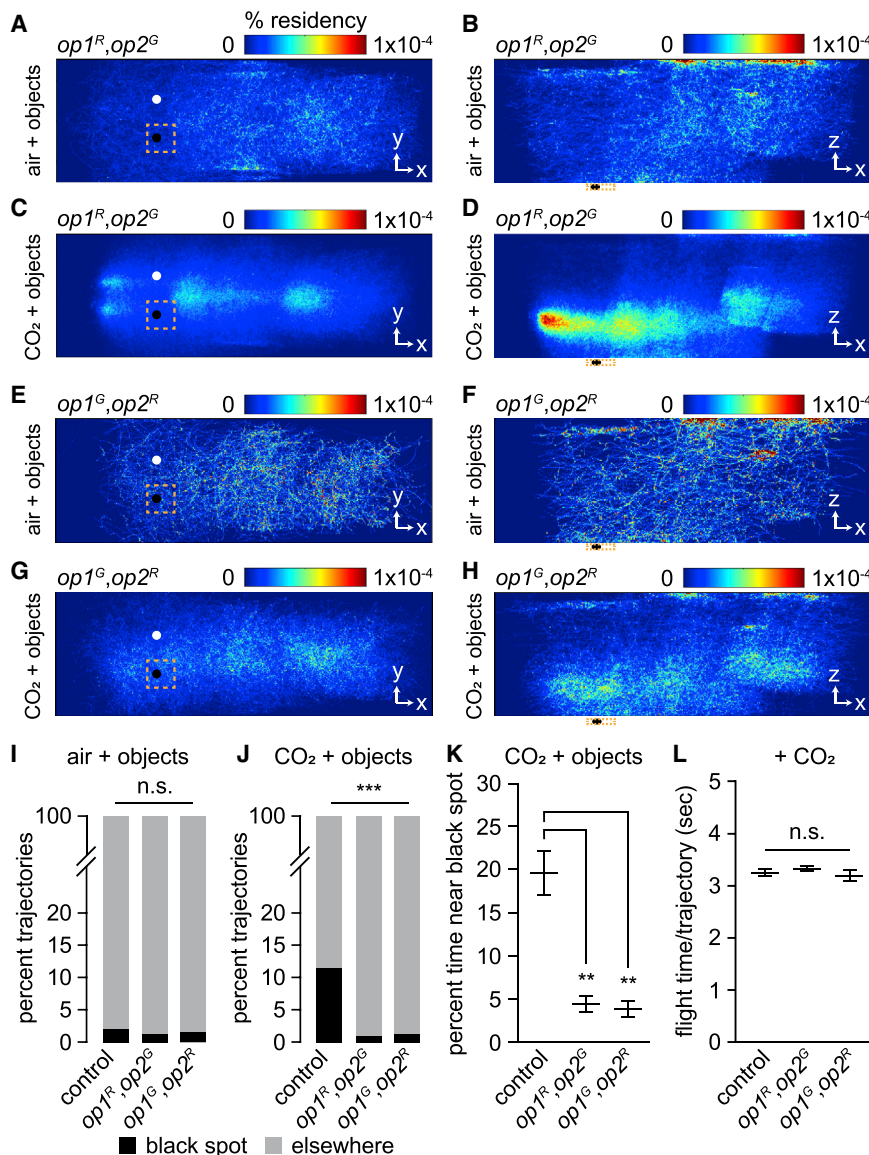 % residency
A
op1ᴿ,op2ᴳ
0
1x10⁻⁴
air + objects
y
x
B
op1ᴿ,op2ᴳ
0
1x10⁻⁴
air + objects
z
x
C
op1ᴿ,op2ᴳ
0
1x10⁻⁴
CO₂ + objects
y
x
D
op1ᴿ,op2ᴳ
0
1x10⁻⁴
CO₂ + objects
z
x
E
op1ᴳ,op2ᴿ
0
1x10⁻⁴
air + objects
y
x
F
op1ᴳ,op2ᴿ
0
1x10⁻⁴
air + objects
z
x
G
op1ᴳ,op2ᴿ
0
1x10⁻⁴
CO₂ + objects
y
x
H
op1ᴳ,op2ᴿ
0
1x10⁻⁴
CO₂ + objects
z
x
I
air + objects
n.s.
percent trajectories
100
20
15
10
5
0
control
op1ᴿ,op2ᴳ
op1ᴳ,op2ᴿ
J
CO₂ + objects
***
percent trajectories
100
20
15
10
5
0
control
op1ᴿ,op2ᴳ
op1ᴳ,op2ᴿ
black spot
elsewhere
K
CO₂ + objects
percent time near black spot
30
25
20
15
10
5
0
**
**
control
op1ᴿ,op2ᴳ
op1ᴳ,op2ᴿ
L
+ CO₂
flight time/trajectory (sec)
5
4
3
2
1
0
n.s.
control
op1ᴿ,op2ᴳ
op1ᴳ,op2ᴿ